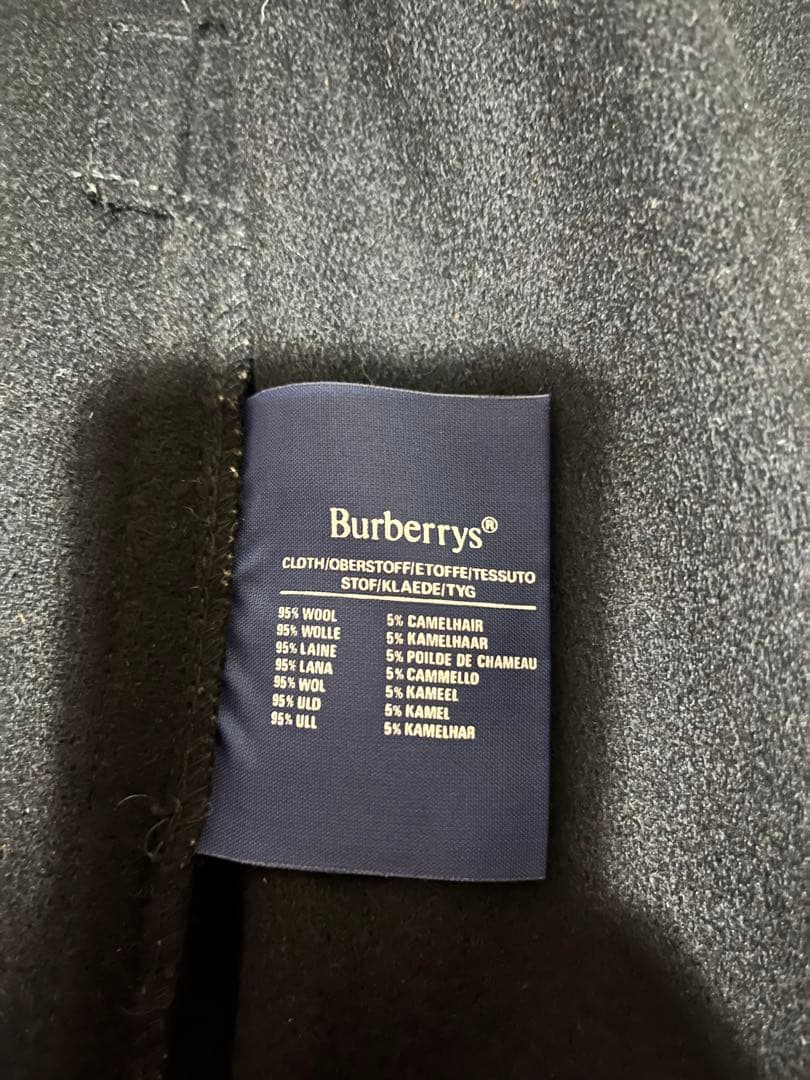 Burberrys®
CLOTH/OBERSTOFF/ETOFFE/TESSUTO
STOF/KLAEDE/TYG
95% WOOL 5% CAMELHAIR
95% WOLLE 5% KAMELHAAR
95% LAINE 5% POILDE DE CHAMEAU
95% LANA 5% CAMMELLO
95% WOL 5% KAMEEL
95% ULD 5% KAMEL
95% ULL 5% KAMELHAR